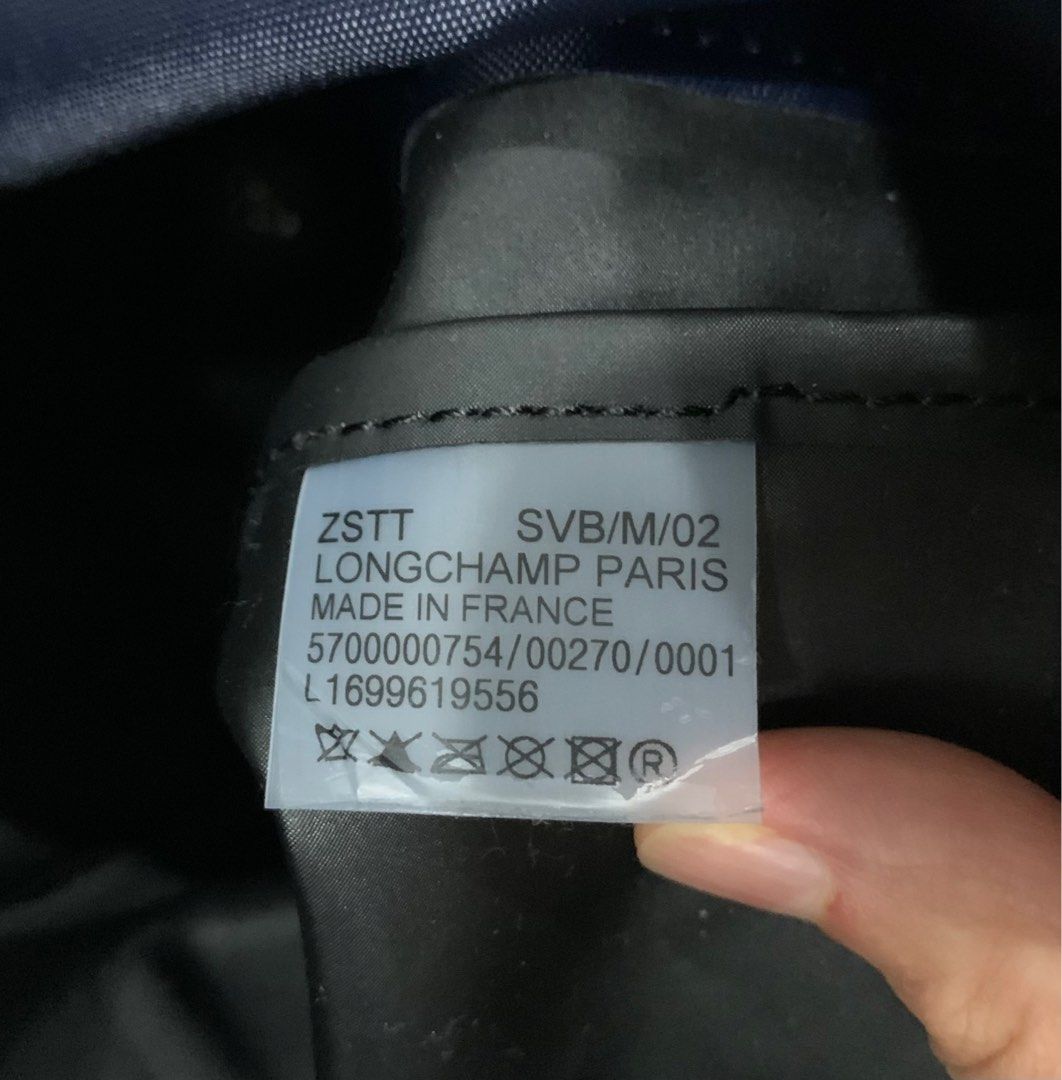 ZSTT SVB/M/02
LONGCHAMP PARIS
MADE IN FRANCE
5700000754/00270/0001
L1699619556
®